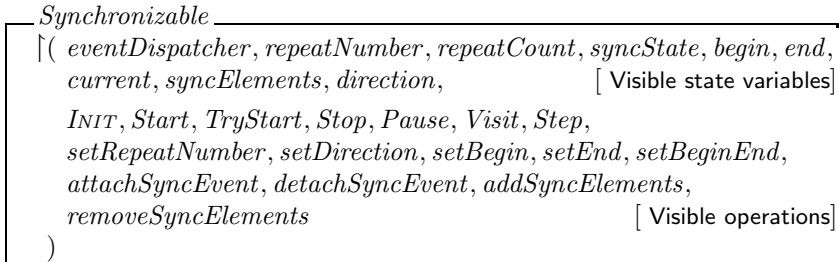 Synchronizable
↾( eventDispatcher, repeatNumber, repeatCount, syncState, begin, end,
current, syncElements, direction, [ Visible state variables]
INIT, Start, TryStart, Stop, Pause, Visit, Step,
setRepeatNumber, setDirection, setBegin, setEnd, setBeginEnd,
attachSyncEvent, detachSyncEvent, addSyncElements,
removeSyncElements [ Visible operations]
)